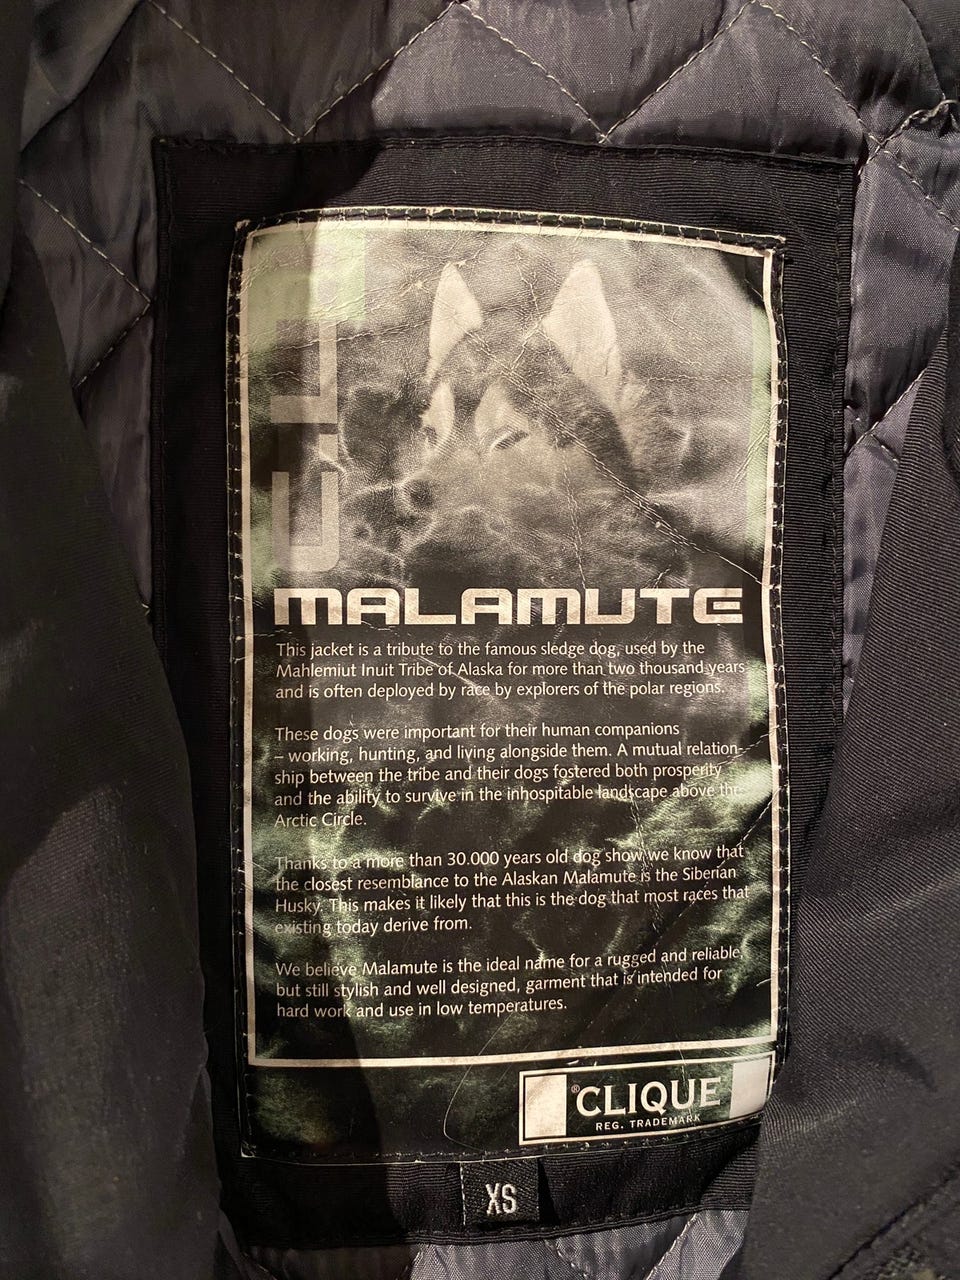 MALAMUTE
This jacket is a tribute to the famous sledge dog, used by the
Mahlemiut Inuit Tribe of Alaska for more than two thousand years
and is often deployed by race by explorers of the polar regions.
These dogs were important for their human companions
– working, hunting, and living alongside them. A mutual relation-
ship between the tribe and their dogs fostered both prosperity
and the ability to survive in the inhospitable landscape above the
Arctic Circle.
Thanks to a more than 30.000 years old dog show we know that
the closest resemblance to the Alaskan Malamute is the Siberian
Husky. This makes it likely that this is the dog that most races that
existing today derive from.
We believe Malamute is the ideal name for a rugged and reliable,
but still stylish and well designed, garment that is intended for
hard work and use in low temperatures.
®CLIQUE
REG. TRADEMARK
XS